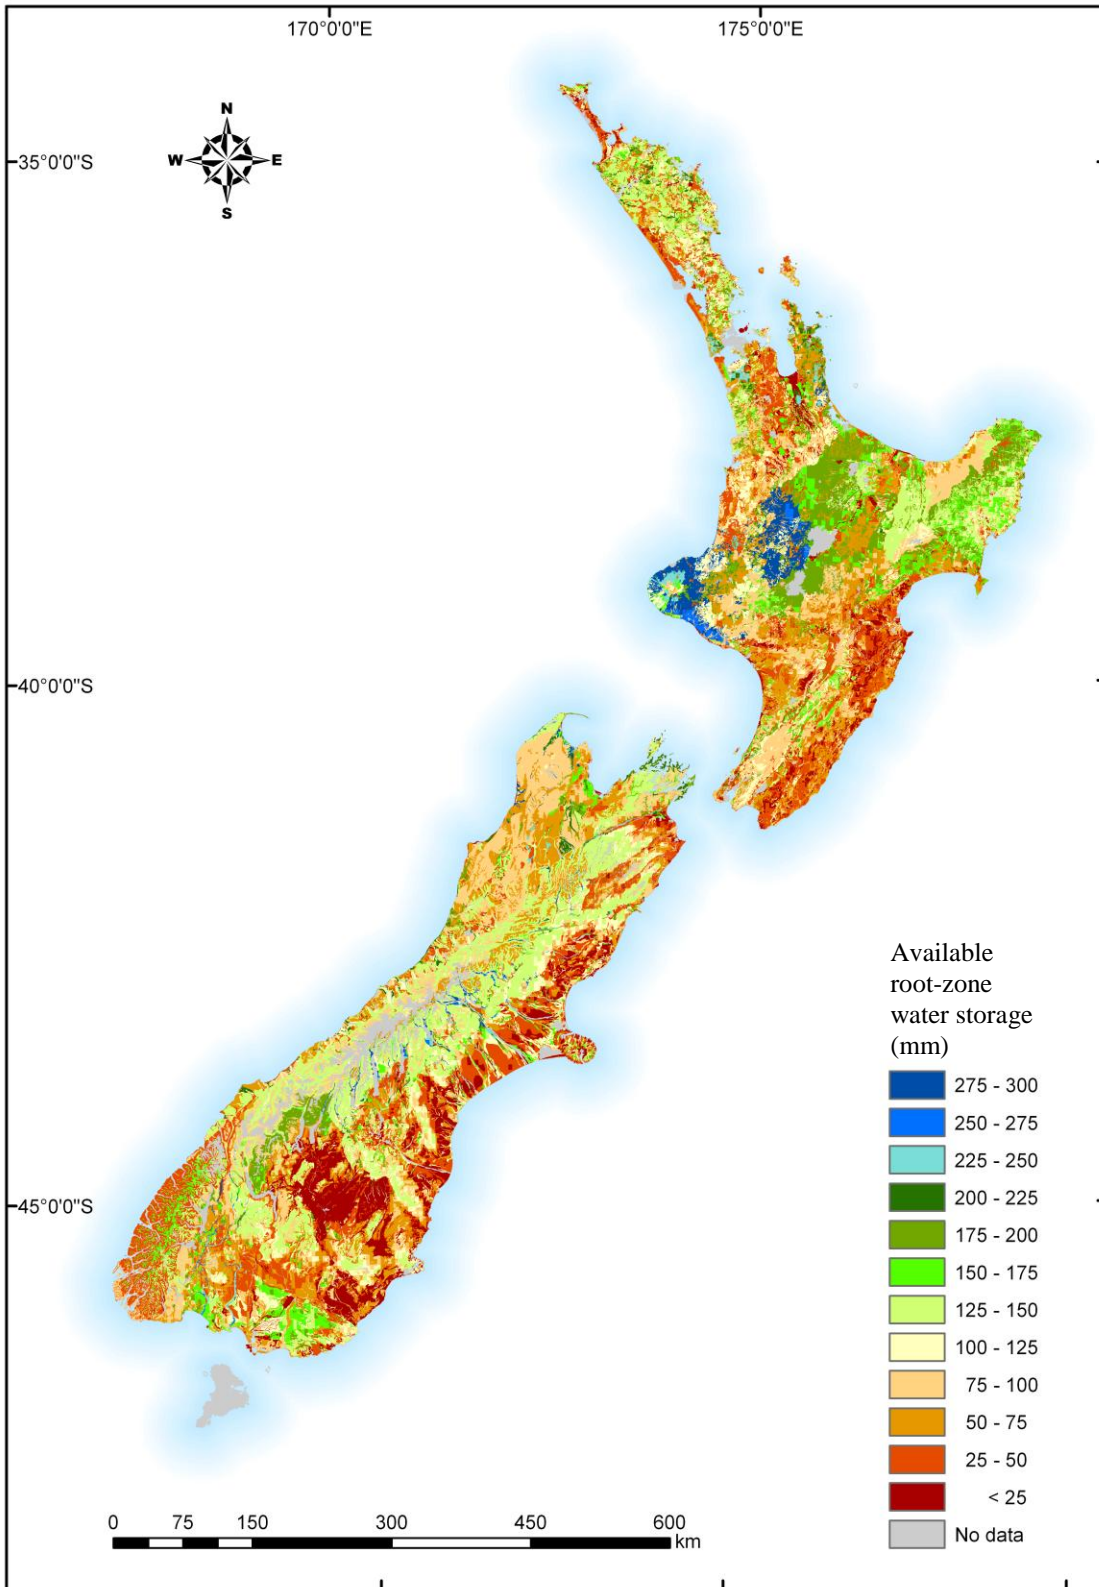 170°0'0"E
175°0'0"E
N
W
E
S
35°0'0"S
40°0'0"S
45°0'0"S
Available
root-zone
water storage
(mm)
275 - 300
250 - 275
225 - 250
200 - 225
175 - 200
150 - 175
125 - 150
100 - 125
75 - 100
50 - 75
25 - 50
< 25
No data
0 75 150 300 450 600
km